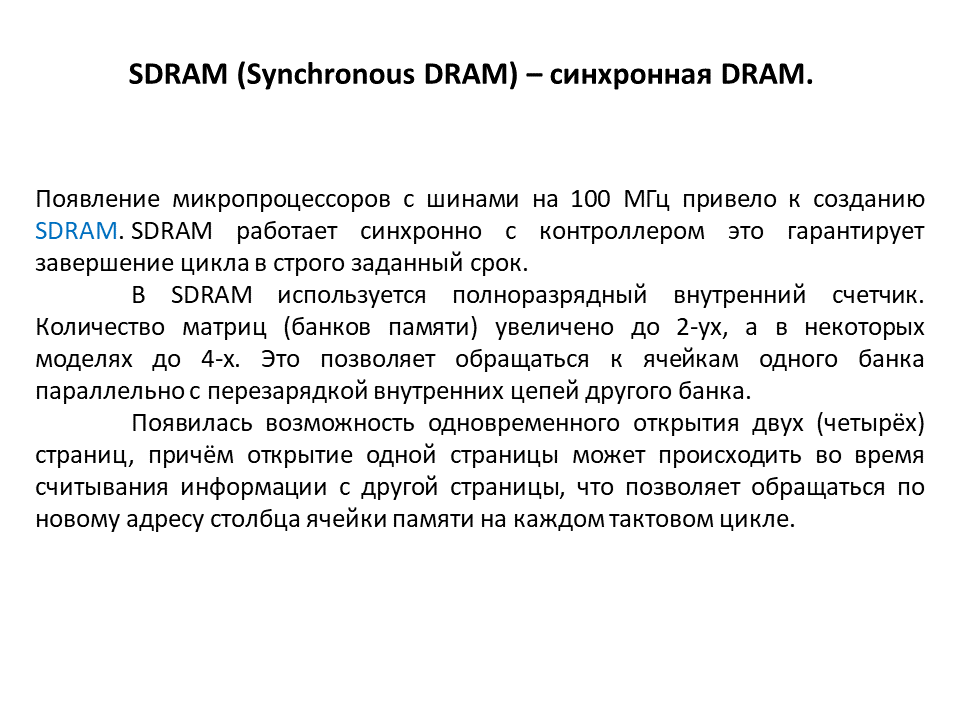 SDRAM (Synchronous DRAM) – синхронная DRAM.
Появление микропроцессоров с шинами на 100 МГц привело к созданию
SDRAM. SDRAM работает синхронно с контроллером это гарантирует
завершение цикла в строго заданный срок.
В SDRAM используется полноразрядный внутренний счетчик.
Количество матриц (банков памяти) увеличено до 2-ух, а в некоторых
моделях до 4-х. Это позволяет обращаться к ячейкам одного банка
параллельно с перезарядкой внутренних цепей другого банка.
Появилась возможность одновременного открытия двух (четырёх)
страниц, причём открытие одной страницы может происходить во время
считывания информации с другой страницы, что позволяет обращаться по
новому адресу столбца ячейки памяти на каждом тактовом цикле.